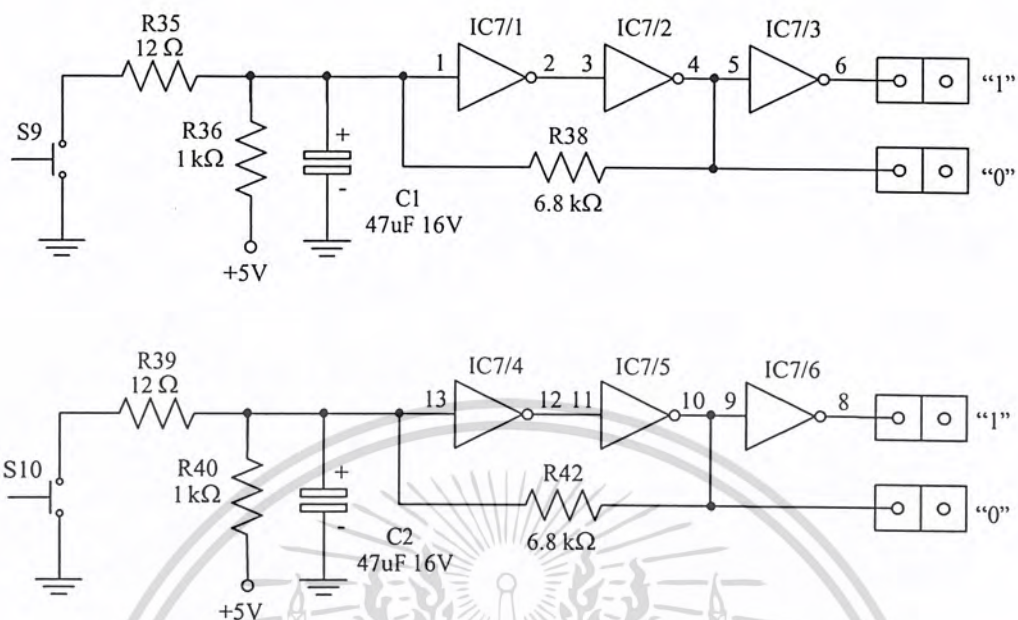 R35
12 Ω
IC7/1
IC7/2
IC7/3
1
2
3
4
5
6
“1”
S9
R36
1 kΩ
+
-
R38
6.8 kΩ
“0”
C1
47uF 16V
+5V
R39
12 Ω
IC7/4
IC7/5
IC7/6
13
12
11
10
9
8
“1”
S10
R40
1 kΩ
+
-
R42
6.8 kΩ
“0”
C2
47uF 16V
+5V